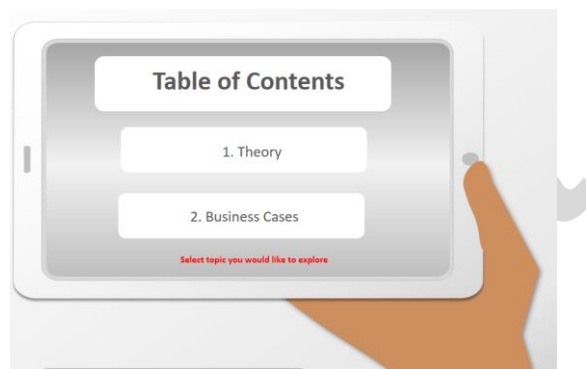 Table of Contents
1. Theory
2. Business Cases
Select topic you would like to explore